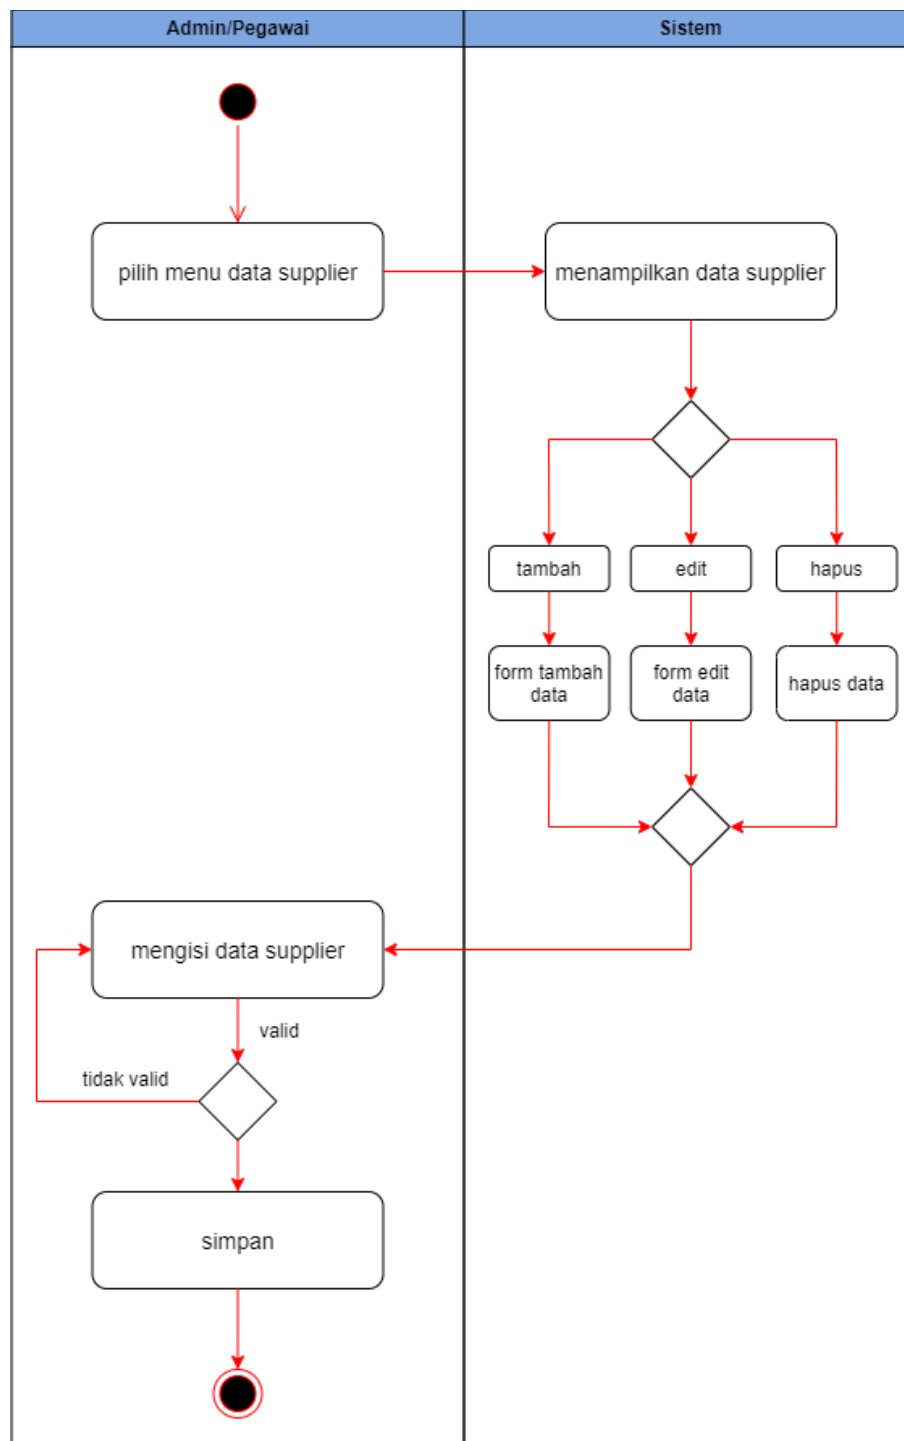 Admin/Pegawai
Sistem
pilih menu data supplier
menampilkan data supplier
tambah
edit
hapus
form tambah
data
form edit
data
hapus data
mengisi data supplier
valid
tidak valid
simpan